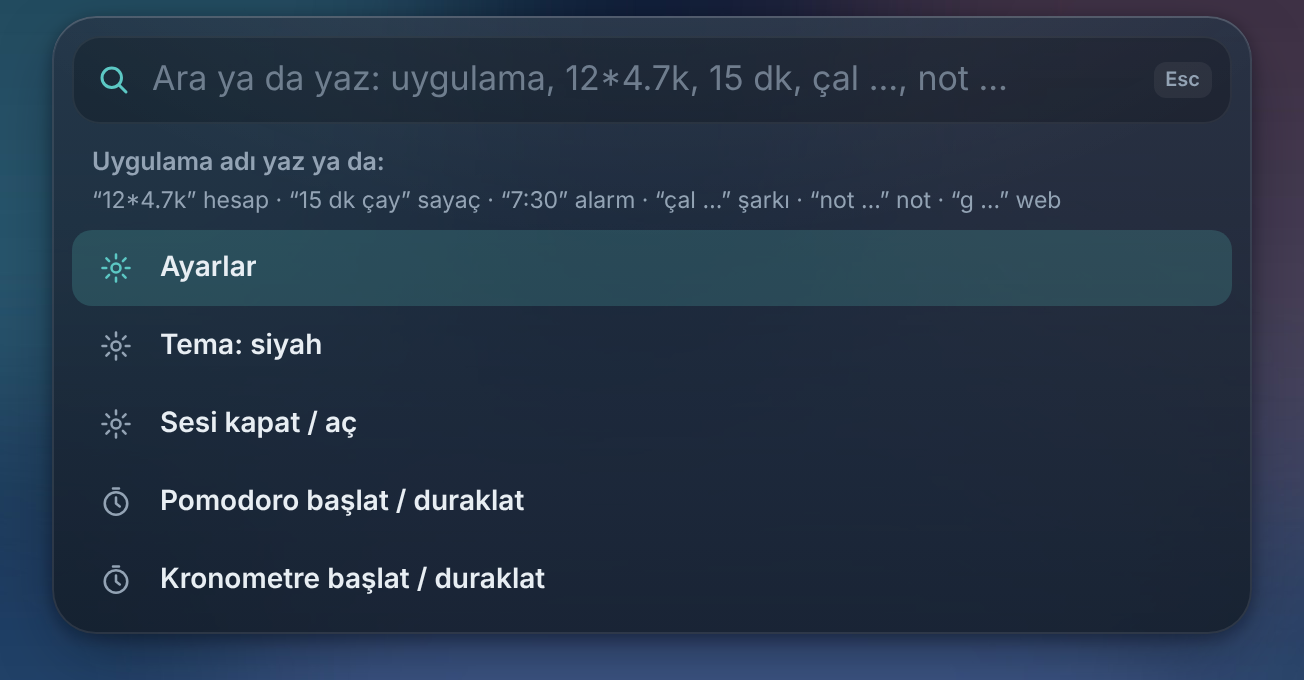 Ara ya da yaz: uygulama, 12*4.7k, 15 dk, çal ..., not ...
Esc
Uygulama adı yaz ya da:
“12*4.7k” hesap · “15 dk çay” sayaç · “7:30” alarm · “çal ...” şarkı · “not ...” not · “g ...” web
Ayarlar
Tema: siyah
Sesi kapat / aç
Pomodoro başlat / duraklat
Kronometre başlat / duraklat